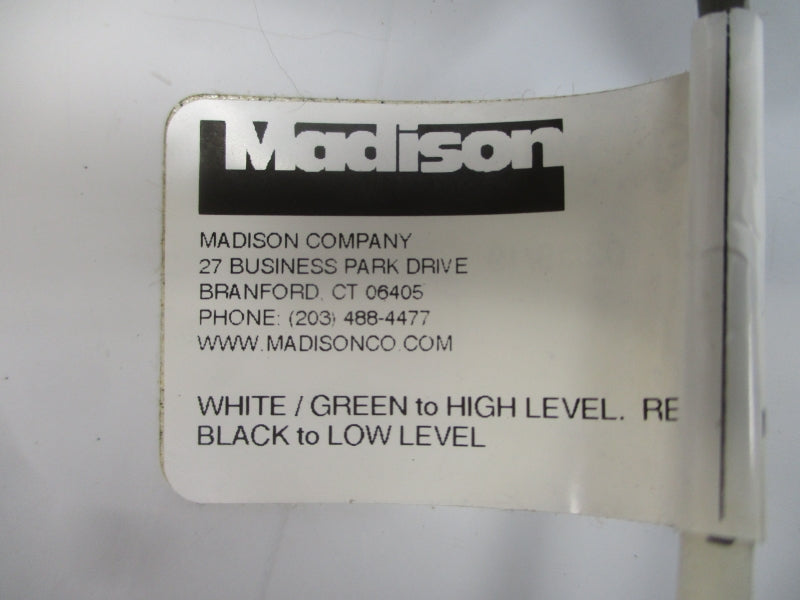 Madison
MADISON COMPANY
27 BUSINESS PARK DRIVE
BRANFORD, CT 06405
PHONE: (203) 488-4477
WWW.MADISONCO.COM
WHITE / GREEN to HIGH LEVEL. RE
BLACK to LOW LEVEL